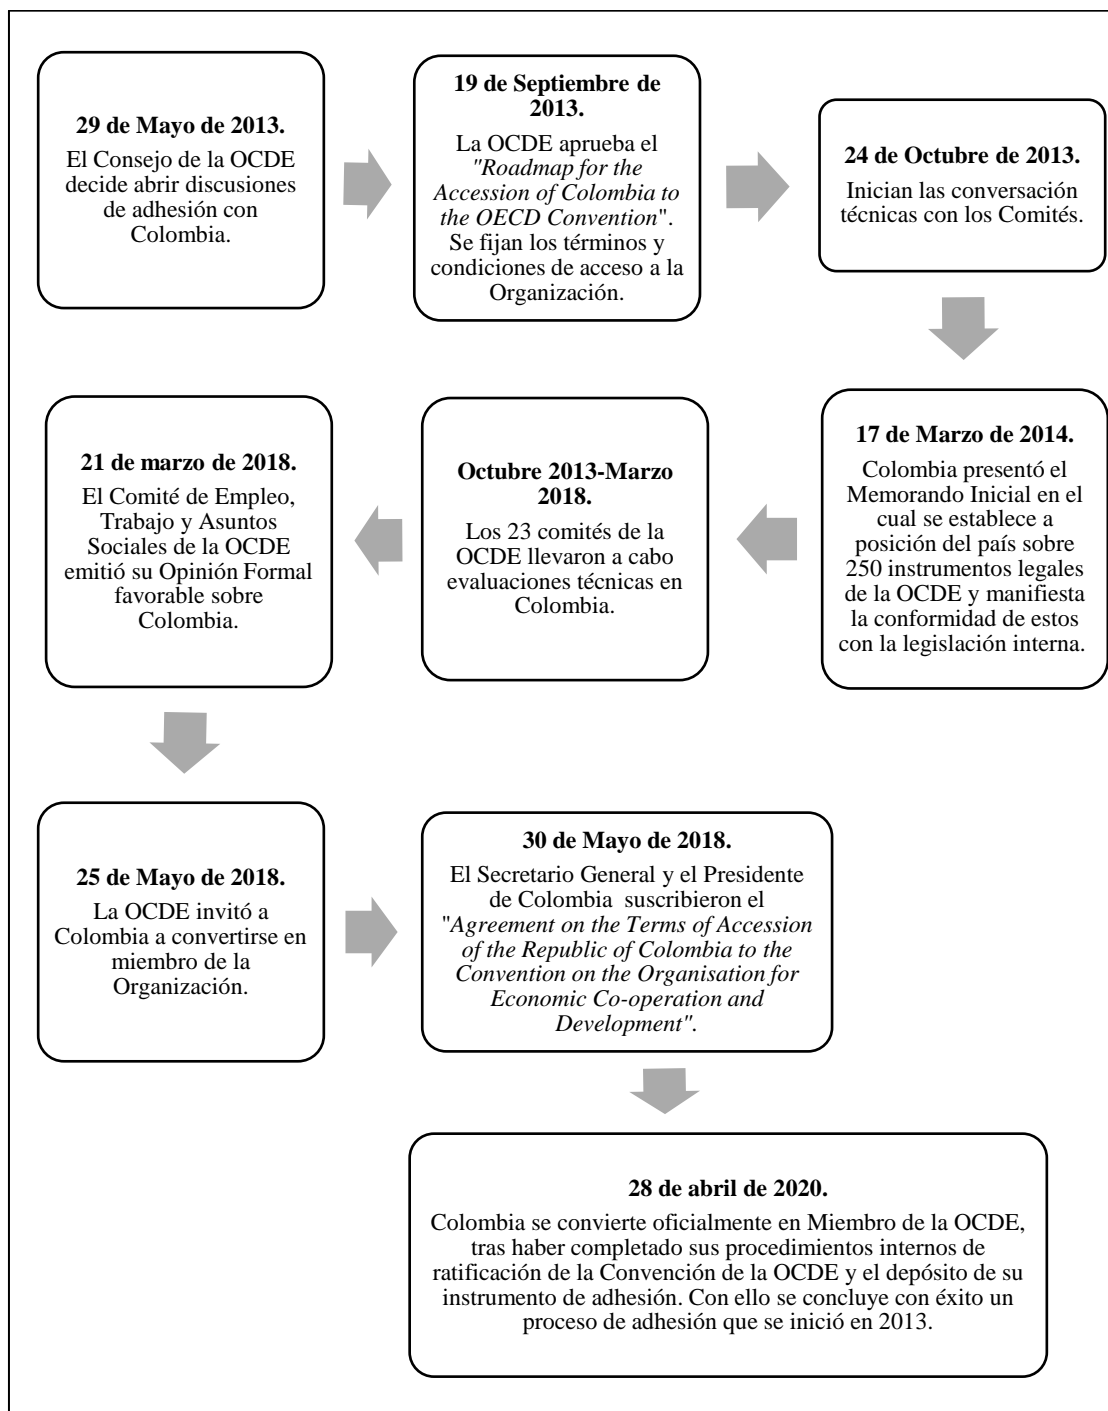 29 de Mayo de 2013.
El Consejo de la OCDE
decide abrir discusiones
de adhesión con
Colombia.
19 de Septiembre de
2013.
La OCDE aprueba el
"Roadmap for the
Accession of Colombia to
the OECD Convention".
Se fijan los términos y
condiciones de acceso a la
Organización.
24 de Octubre de 2013.
Inician las conversación
técnicas con los Comités.
17 de Marzo de 2014.
Colombia presentó el
Memorando Inicial en el
cual se establece a
posición del país sobre
250 instrumentos legales
de la OCDE y manifiesta
la conformidad de estos
con la legislación interna.
Octubre 2013-Marzo
2018.
Los 23 comités de la
OCDE llevaron a cabo
evaluaciones técnicas en
Colombia.
21 de marzo de 2018.
El Comité de Empleo,
Trabajo y Asuntos
Sociales de la OCDE
emitió su Opinión Formal
favorable sobre
Colombia.
25 de Mayo de 2018.
La OCDE invitó a
Colombia a convertirse en
miembro de la
Organización.
30 de Mayo de 2018.
El Secretario General y el Presidente
de Colombia suscribieron el
"Agreement on the Terms of Accession
of the Republic of Colombia to the
Convention on the Organisation for
Economic Co-operation and
Development".
28 de abril de 2020.
Colombia se convierte oficialmente en Miembro de la OCDE,
tras haber completado sus procedimientos internos de
ratificación de la Convención de la OCDE y el depósito de su
instrumento de adhesión. Con ello se concluye con éxito un
proceso de adhesión que se inició en 2013.